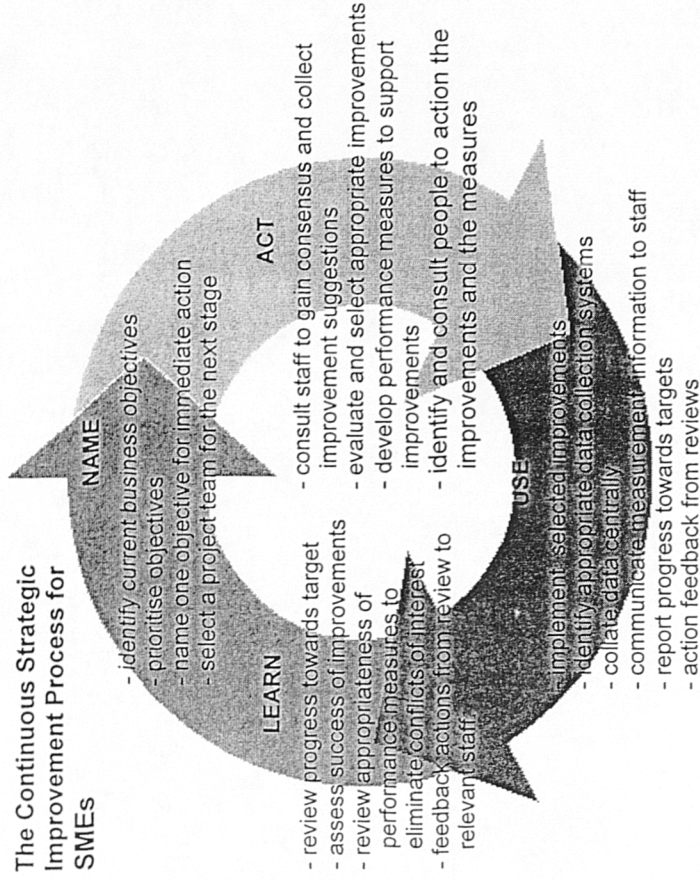 The Continuous Strategic
Improvement Process for
SMEs
NAME
- identify current business objectives
- prioritise objectives
- name one objective for immediate action
- select a project team for the next stage
ACT
- consult staff to gain consensus and collect
improvement suggestions
- evaluate and select appropriate improvements
- develop performance measures to support
improvements
- identify and consult people to action the
improvements and the measures
USE
- implement selected improvements
- identify appropriate data collection systems
- collate data centrally
- communicate measurement information to staff
- report progress towards targets
- action feedback from reviews
LEARN
- review progress towards target
- assess success of improvements
- review appropriateness of
performance measures to
eliminate conflicts of interest
- feedback actions from review to
relevant staff